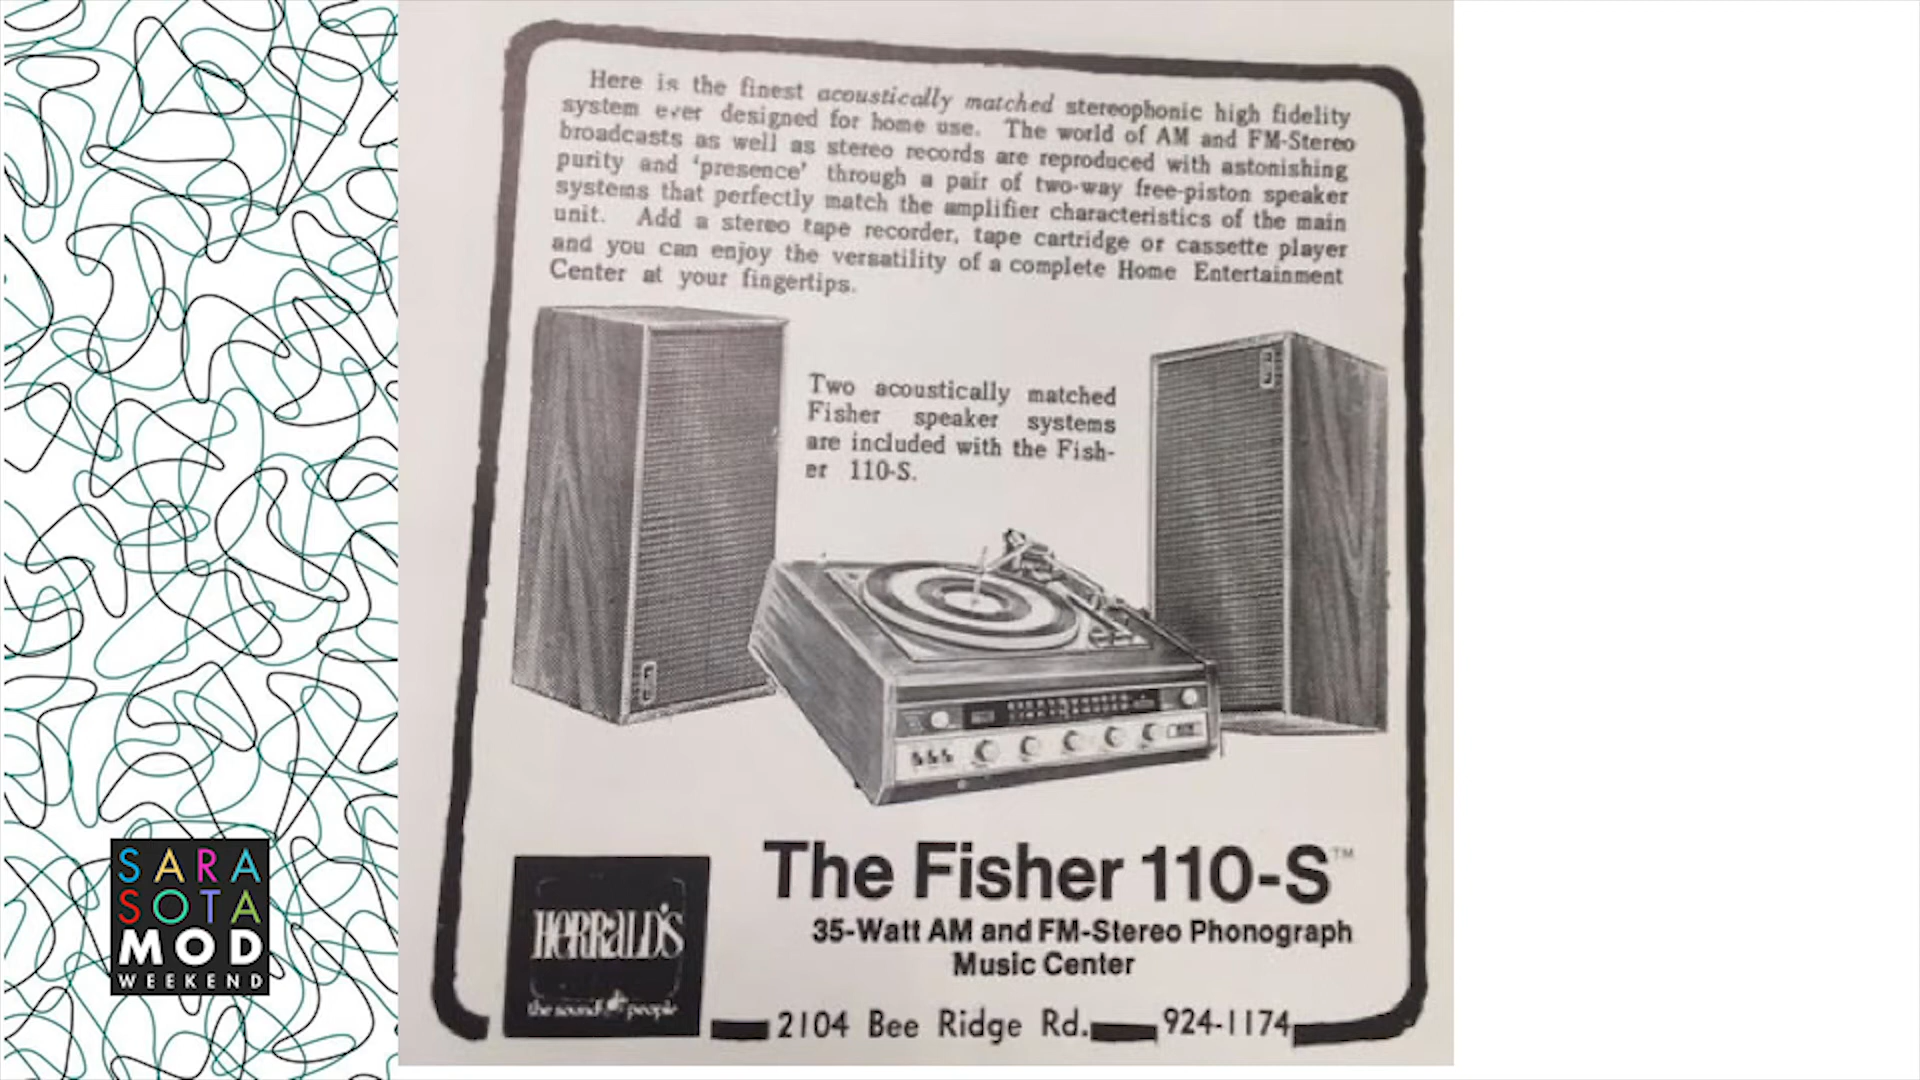 Here is the finest acoustically matched stereophonic high fidelity
system ever designed for home use. The world of AM and FM-Stereo
broadcasts as well as stereo records are reproduced with astonishing
purity and 'presence' through a pair of two-way free-piston speaker
systems that perfectly match the amplifier characteristics of the main
unit. Add a stereo tape recorder, tape cartridge or cassette player
and you can enjoy the versatility of a complete Home Entertainment
Center at your fingertips.
Two acoustically matched
Fisher speaker systems
are included with the Fish-
er 110-S.
The Fisher 110-S™
35-Watt AM and FM-Stereo Phonograph
Music Center
HERRALD'S
the sound people
2104 Bee Ridge Rd. 924-1174
SARA
SOTA
MOD
WEEKEND